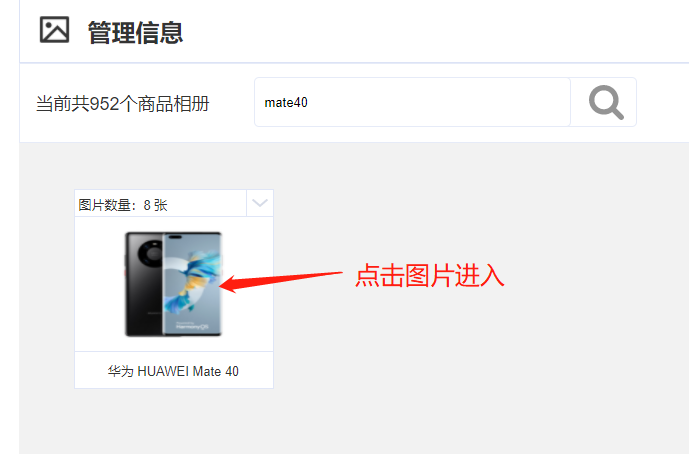 管理信息
当前共952个商品相册
mate40
图片数量：8 张
点击图片进入
HarmonyOS
华为 HUAWEI Mate 40